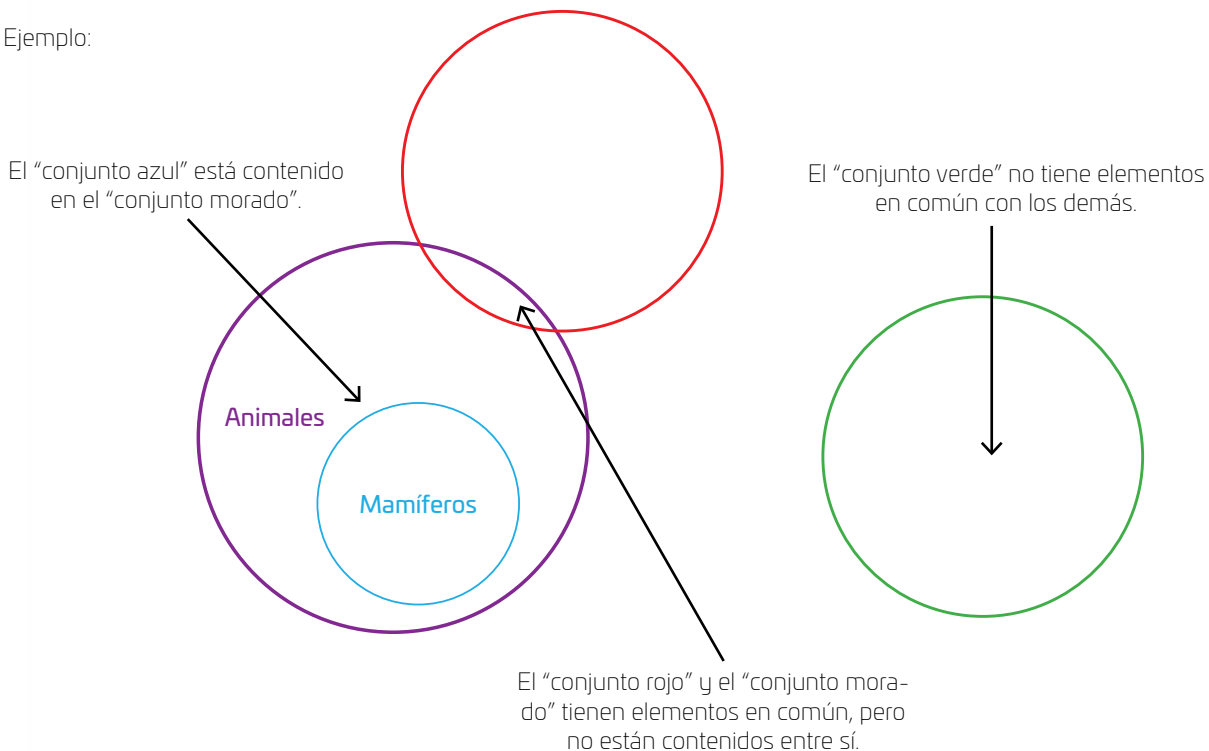 Ejemplo:
El “conjunto azul” está contenido
en el “conjunto morado”.
El “conjunto verde” no tiene elementos
en común con los demás.
Animales
Mamíferos
El “conjunto rojo” y el “conjunto mora-
do” tienen elementos en común, pero
no están contenidos entre sí.